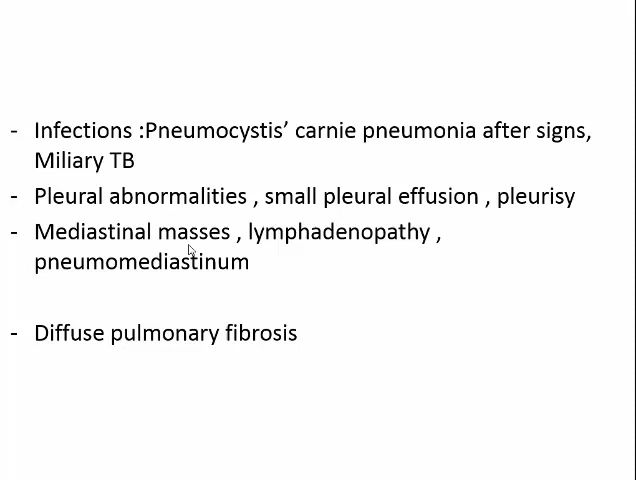 - Infections :Pneumocystis’ carnie pneumonia after signs,
Miliary TB
- Pleural abnormalities , small pleural effusion , pleurisy
- Mediastinal masses , lymphadenopathy ,
pneumomediastinum
- Diffuse pulmonary fibrosis